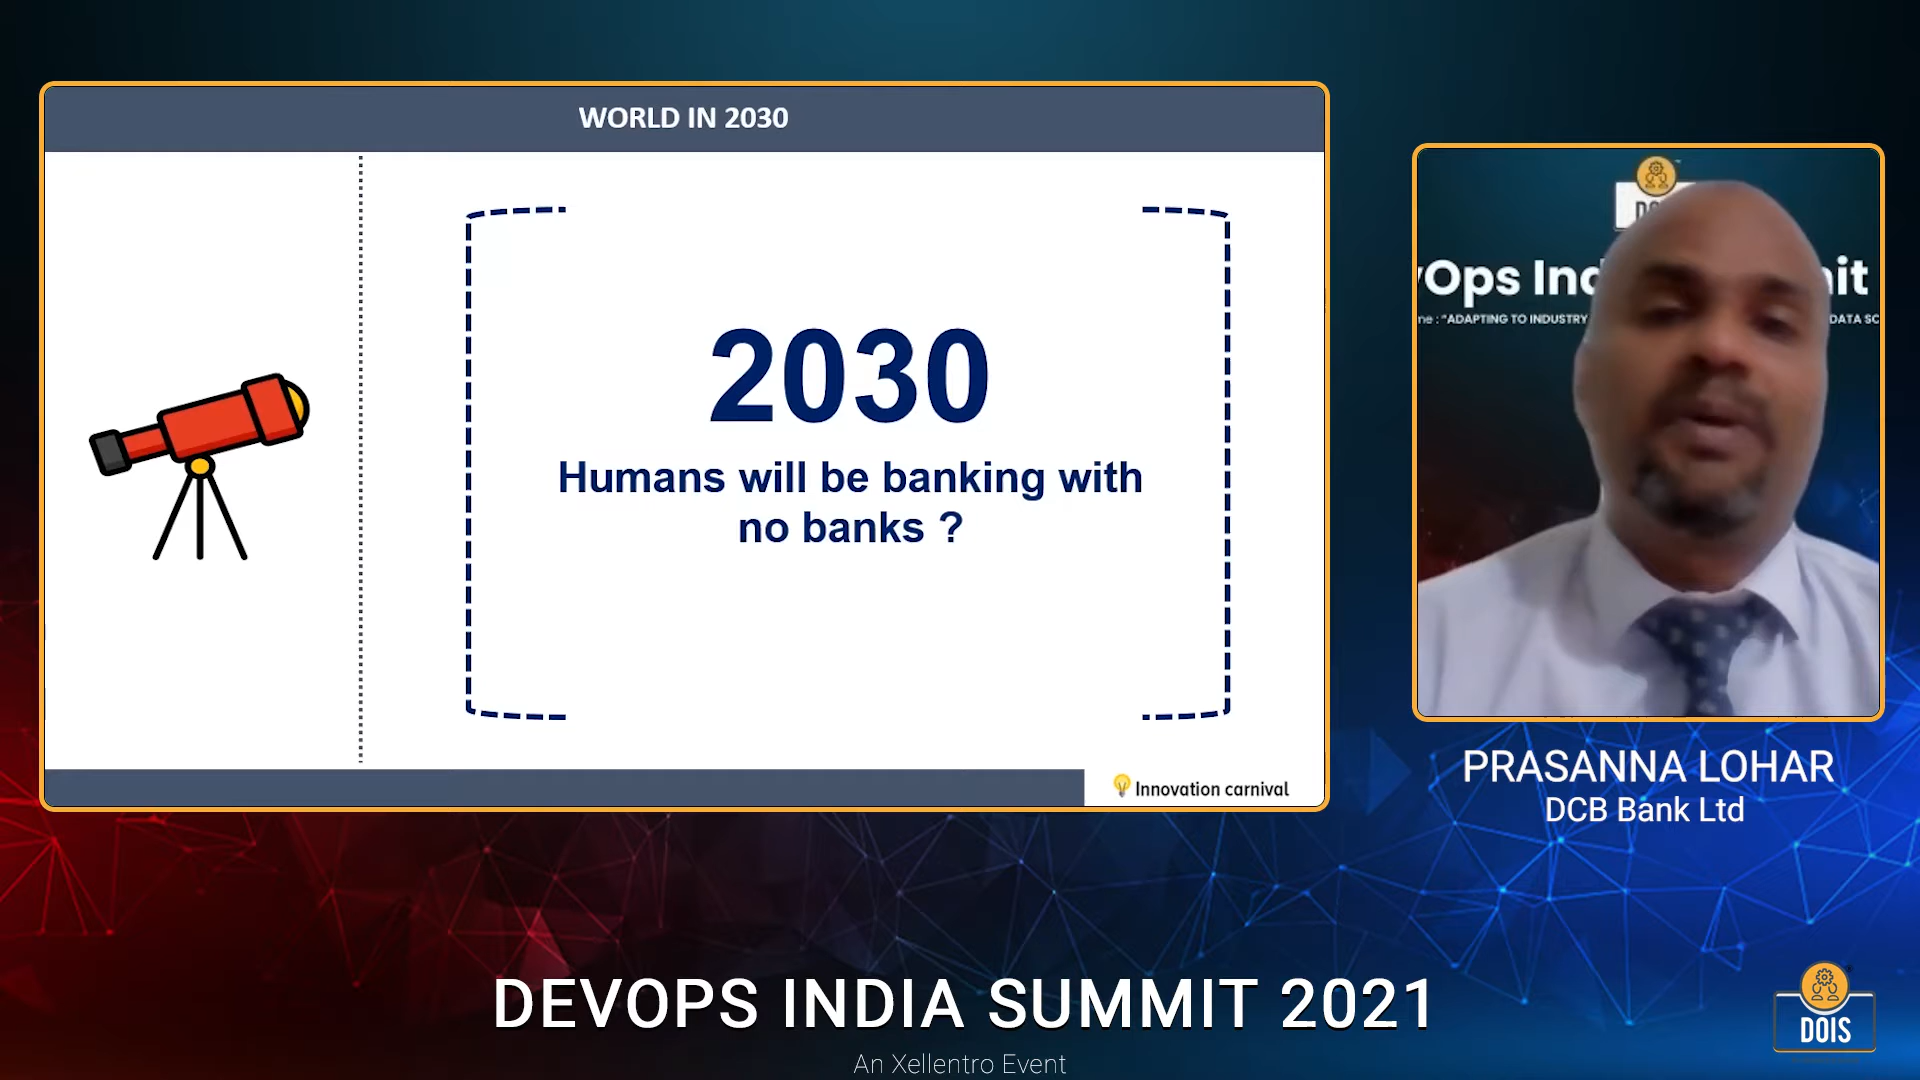 WORLD IN 2030
2030
Humans will be banking with
no banks ?
Innovation carnival
Ops Ind
it
: "ADAPTING TO INDUSTRY
DATA SC
PRASANNA LOHAR
DCB Bank Ltd
DEVOPS INDIA SUMMIT 2021
An Xellentro Event
DOIS